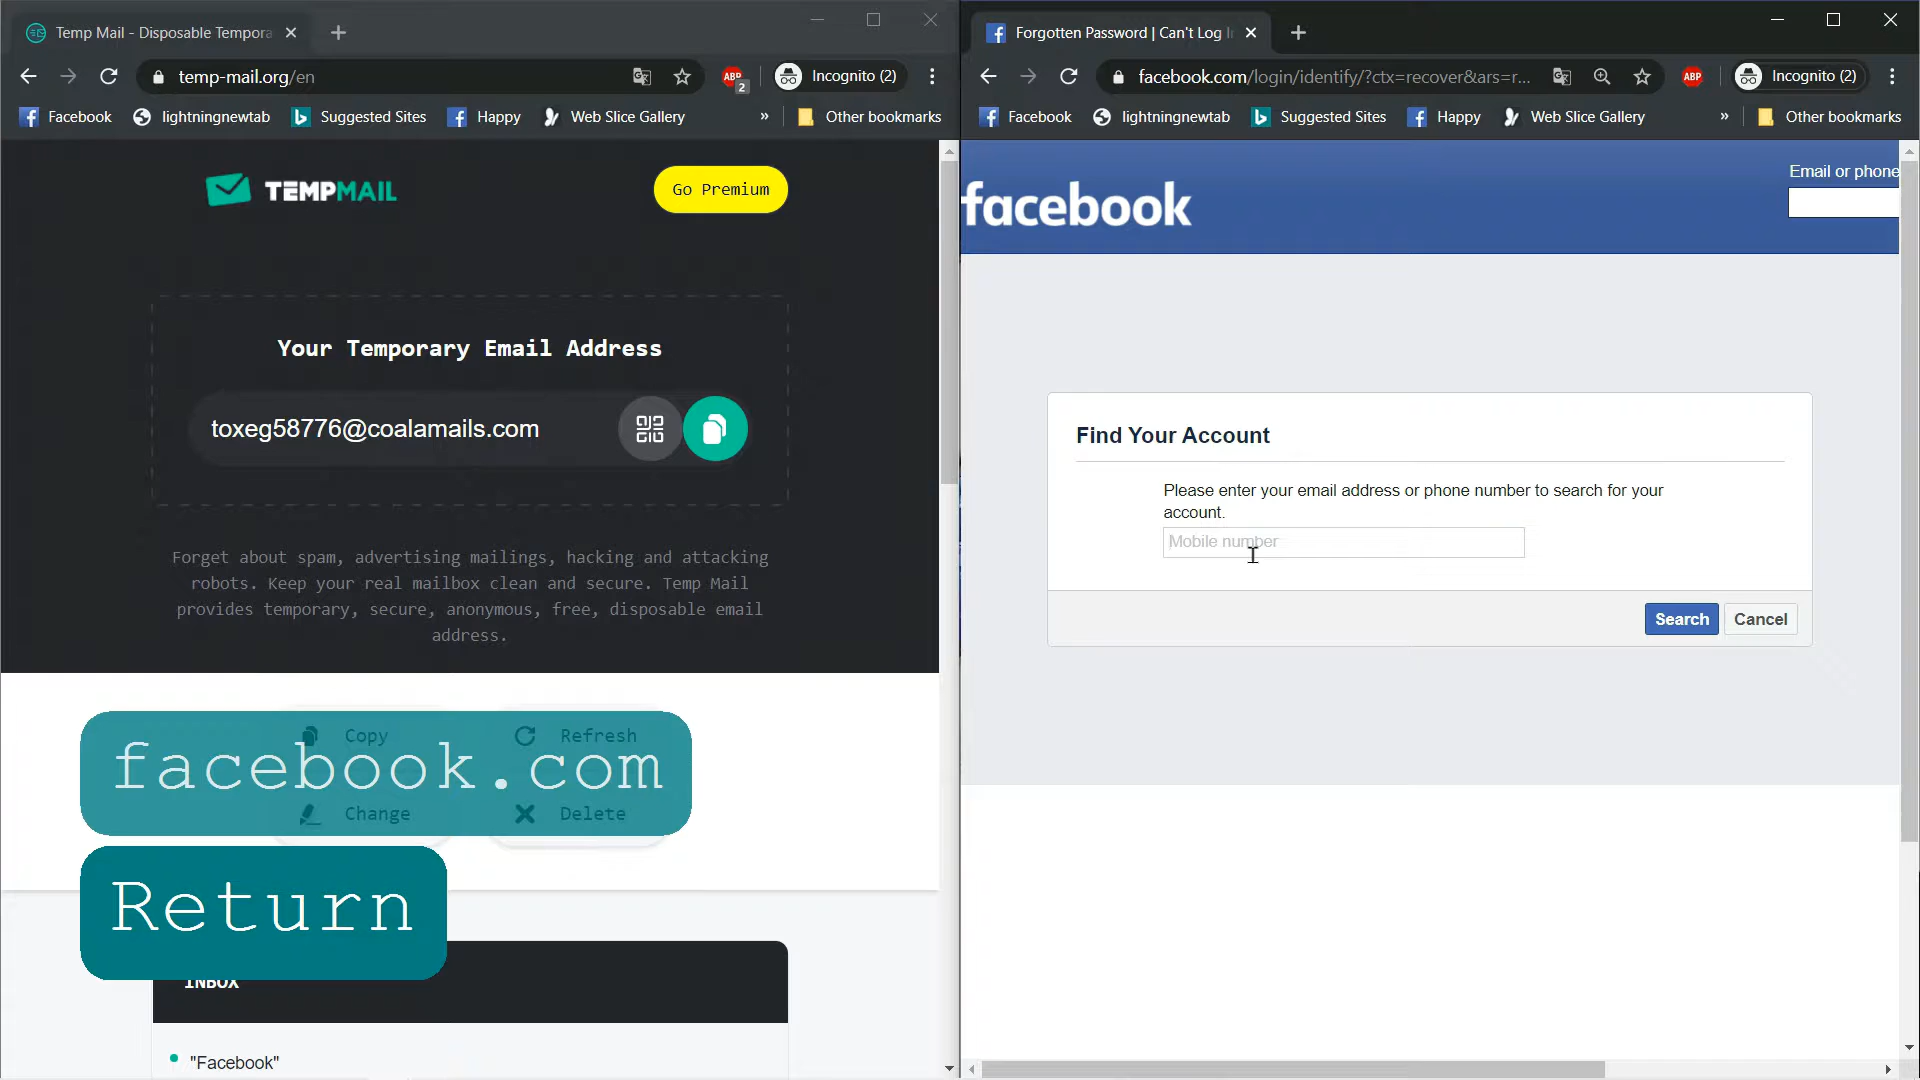 Temp Mail - Disposable Tempora
temp-mail.org/en
ABP
2
Incognito (2)
Facebook
lightningnewtab
Suggested Sites
Happy
Web Slice Gallery
»
Other bookmarks
TEMPMAIL
Go Premium
Your Temporary Email Address
toxeg58776@coalamails.com
Forget about spam, advertising mailings, hacking and attacking
robots. Keep your real mailbox clean and secure. Temp Mail
provides temporary, secure, anonymous, free, disposable email
address.
Copy
Refresh
facebook.com
Change
Delete
Return
INBOX
"Facebook"
Forgotten Password | Can't Log I
facebook.com/login/identify/?ctx=recover&ars=r...
ABP
Incognito (2)
Facebook
lightningnewtab
Suggested Sites
Happy
Web Slice Gallery
»
Other bookmarks
facebook
Email or phone
Find Your Account
Please enter your email address or phone number to search for your
account.
Mobile number
Search
Cancel